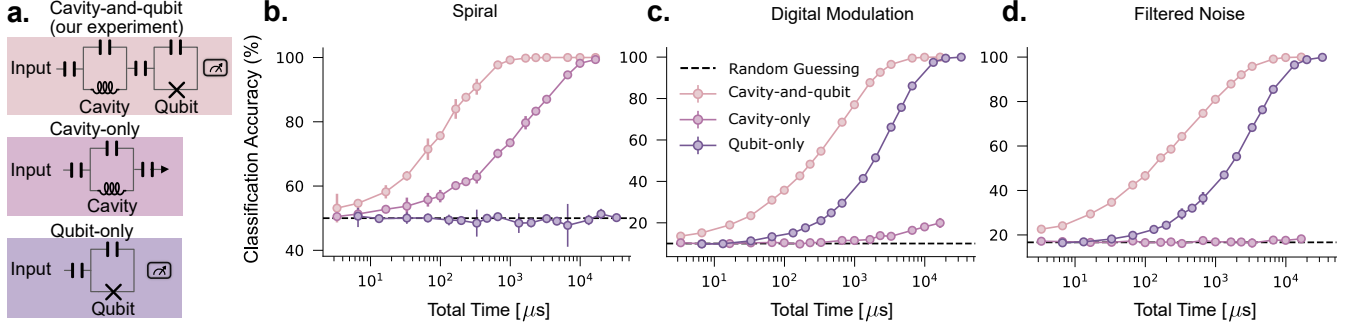 a.
Cavity-and-qubit
(our experiment)
Input
Cavity
Qubit
Cavity-only
Input
Cavity
Qubit-only
Input
Qubit
b.
Spiral
Classification Accuracy (%)
100
80
60
40
10¹
10²
10³
10⁴
Total Time [μs]
c.
Digital Modulation
100
80
60
40
20
Random Guessing
Cavity-and-qubit
Cavity-only
Qubit-only
10¹
10²
10³
10⁴
Total Time [μs]
d.
Filtered Noise
100
80
60
40
20
10¹
10²
10³
10⁴
Total Time [μs]